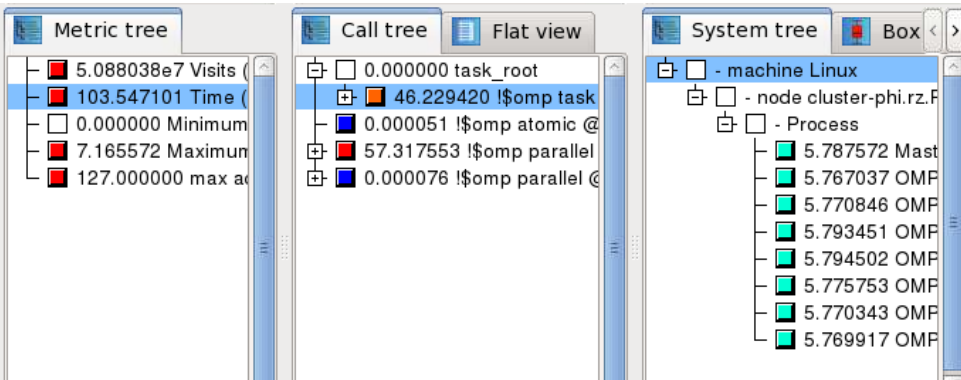 Metric tree
5.088038e7 Visits (
103.547101 Time (
0.000000 Minimum
7.165572 Maximum
127.000000 max a
Call tree
Flat view
0.000000 task_root
46.229420 !$omp task
0.000051 !$omp atomic @
57.317553 !$omp parallel
0.000076 !$omp parallel @
System tree
Box
- machine Linux
- node cluster-phi.rz.
- Process
5.787572 Mast
5.767037 OMP
5.770846 OMP
5.793451 OMP
5.794502 OMP
5.775753 OMP
5.770343 OMP
5.769917 OMP